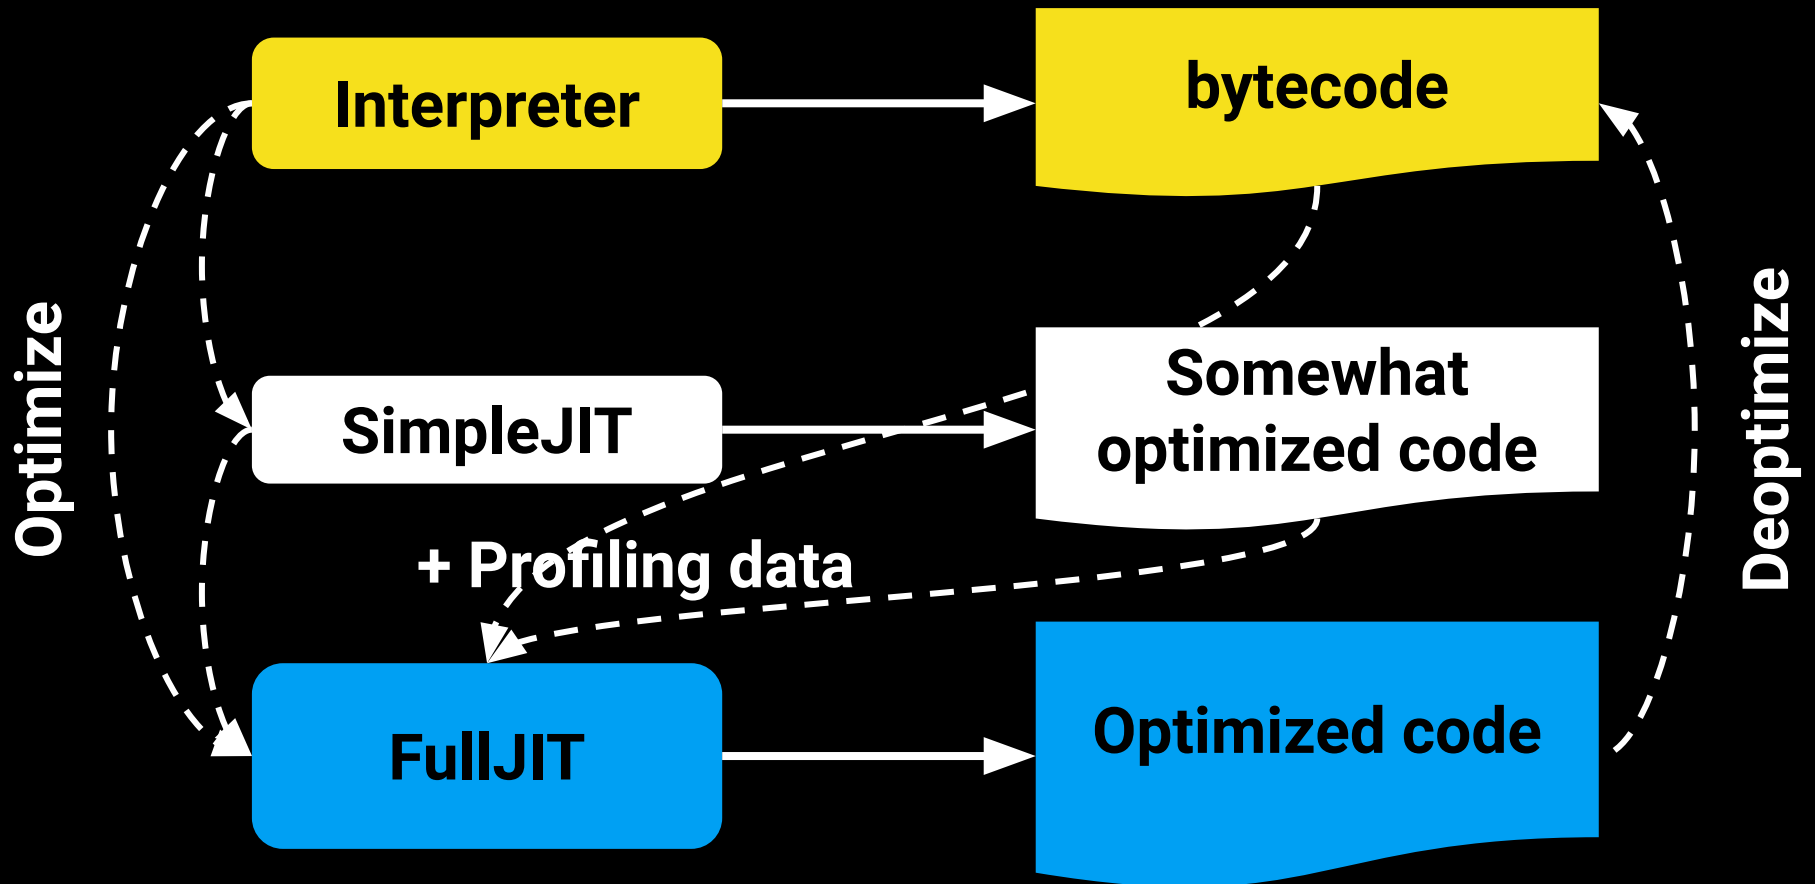 Interpreter
bytecode
Optimize
SimpleJIT
Somewhat
optimized code
Deoptimize
+ Profiling data
FullJIT
Optimized code